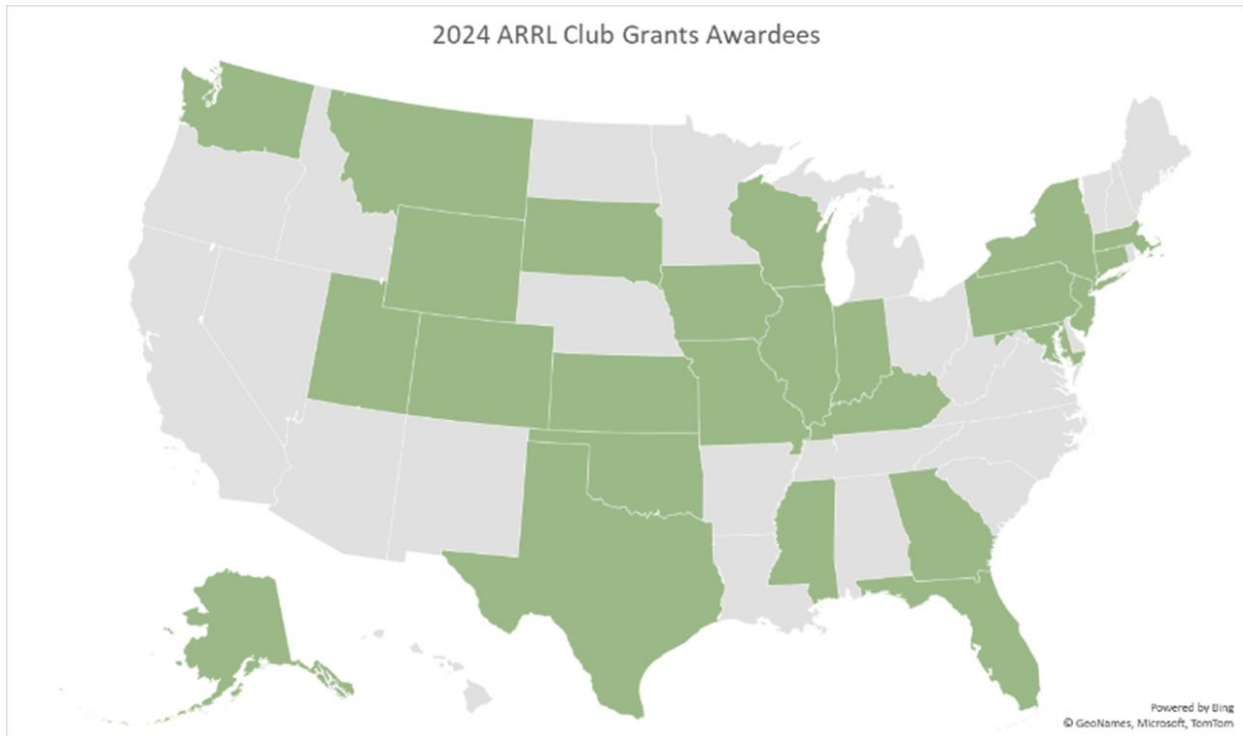 2024 ARRL Club Grants Awardees
Powered by Bing
© GeoNames, Microsoft, TomTom